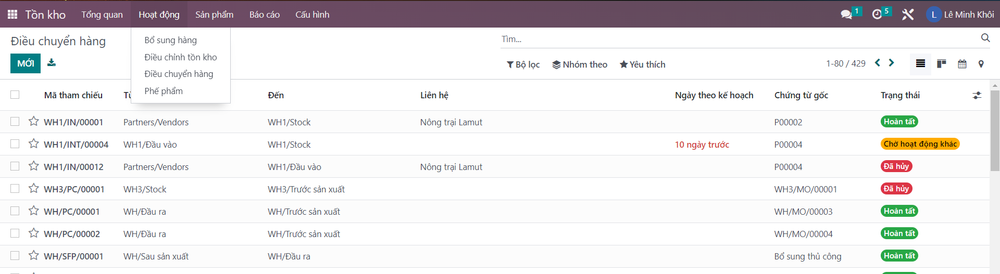 Tồn kho Tổng quan Hoạt động Sản phẩm Báo cáo Cấu hình 1 5 L Lê Minh Khôi
Điều chuyển hàng
Bổ sung hàng
Điều chỉnh tồn kho
Điều chuyển hàng
Phế phẩm
Tìm...
MỚI
Bộ lọc Nhóm theo Yêu thích 1-80 / 429
Mã tham chiếu Đến Liên hệ Ngày theo kế hoạch Chứng từ gốc Trạng thái
WH1/IN/00001 Partners/Vendors WH1/Stock Nông trại Lamut P00002 Hoàn tất
WH1/INT/00004 WH1/Đầu vào WH1/Stock 10 ngày trước P00004 Chờ hoạt động khác
WH1/IN/00012 Partners/Vendors WH1/Đầu vào Nông trại Lamut P00004 Đã hủy
WH3/PC/00001 WH3/Stock WH3/Trước sản xuất WH3/MO/00001 Đã hủy
WH/PC/00001 WH/Đầu ra WH/Trước sản xuất WH/MO/00003 Hoàn tất
WH/PC/00002 WH/Đầu ra WH/Trước sản xuất WH/MO/00004 Hoàn tất
WH/SFP/00001 WH/Sau sản xuất WH/Đầu ra Bổ sung thủ công Hoàn tất